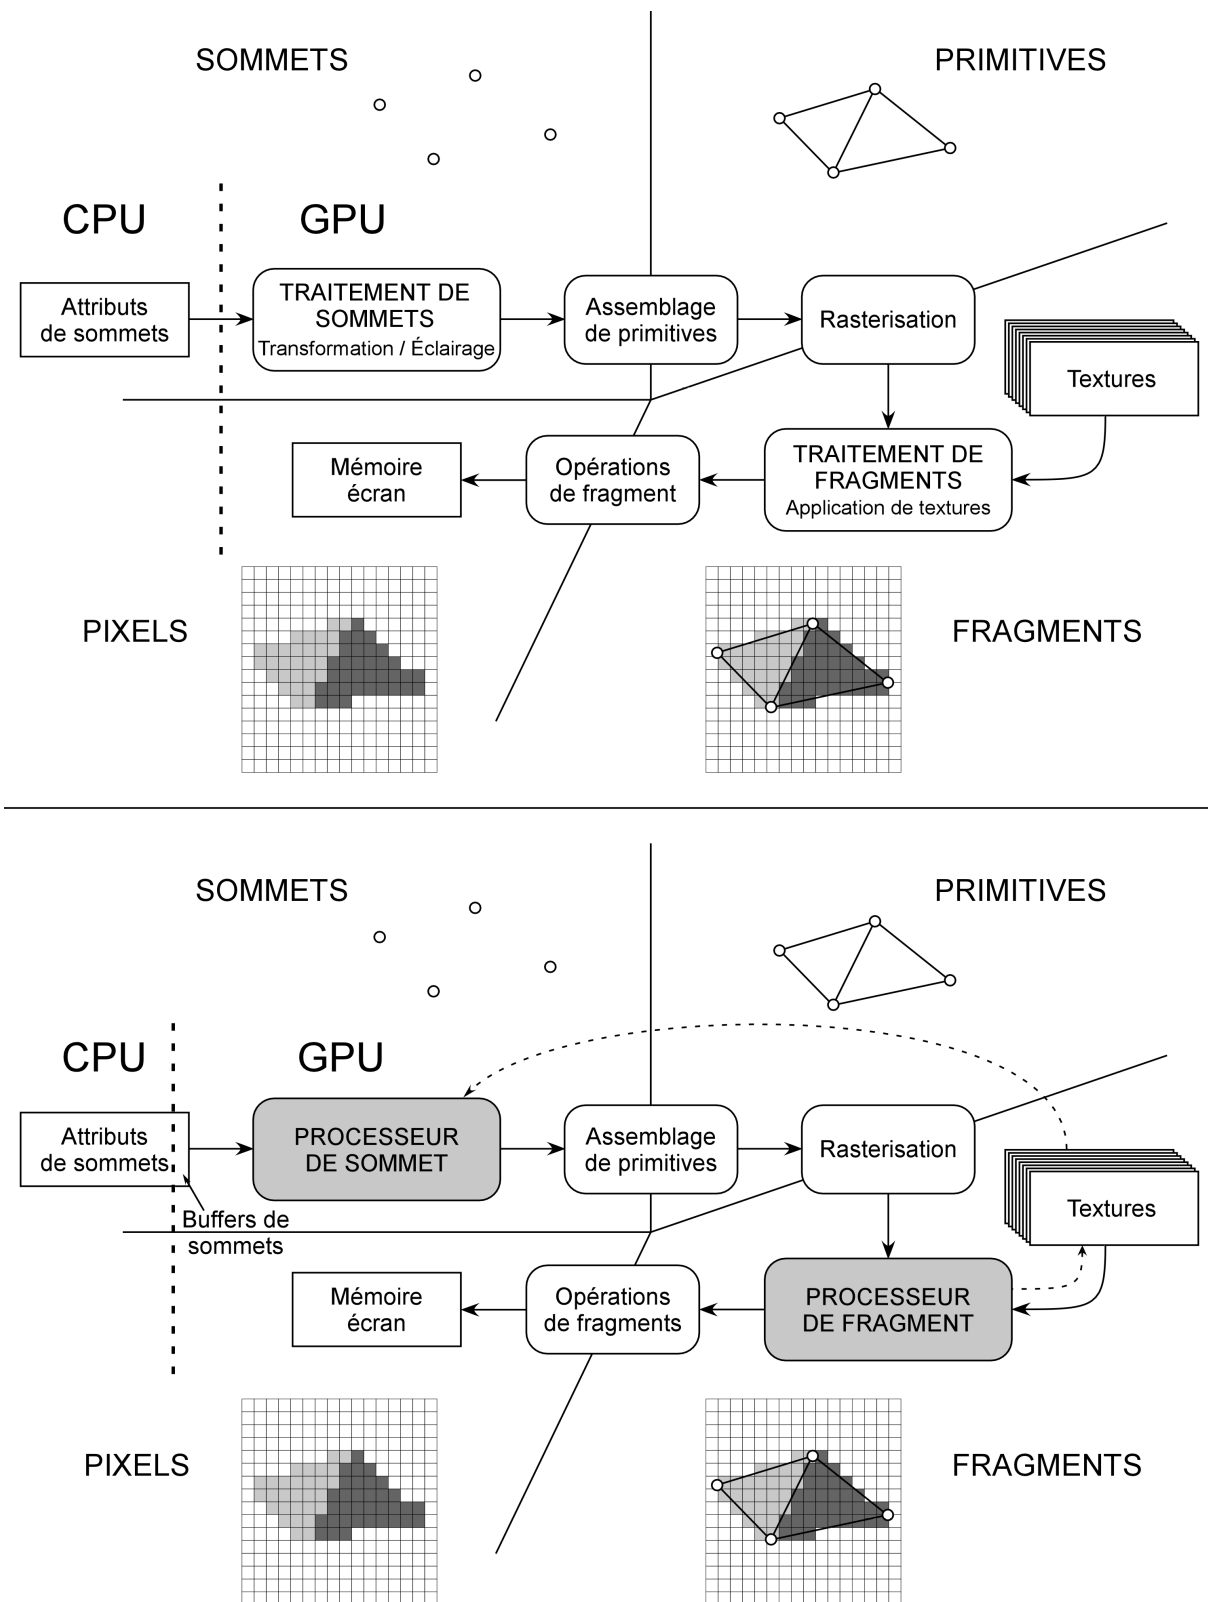 SOMMETS
PRIMITIVES
CPU
GPU
Attributs
de sommets
TRAITEMENT DE
SOMMETS
Transformation / Éclairage
Assemblage
de primitives
Rasterisation
Textures
Mémoire
écran
Opérations
de fragment
TRAITEMENT DE
FRAGMENTS
Application de textures
PIXELS
FRAGMENTS
SOMMETS
PRIMITIVES
CPU
GPU
Attributs
de sommets
PROCESSEUR
DE SOMMET
Assemblage
de primitives
Rasterisation
Textures
Buffers de
sommets
Mémoire
écran
Opérations
de fragments
PROCESSEUR
DE FRAGMENT
PIXELS
FRAGMENTS